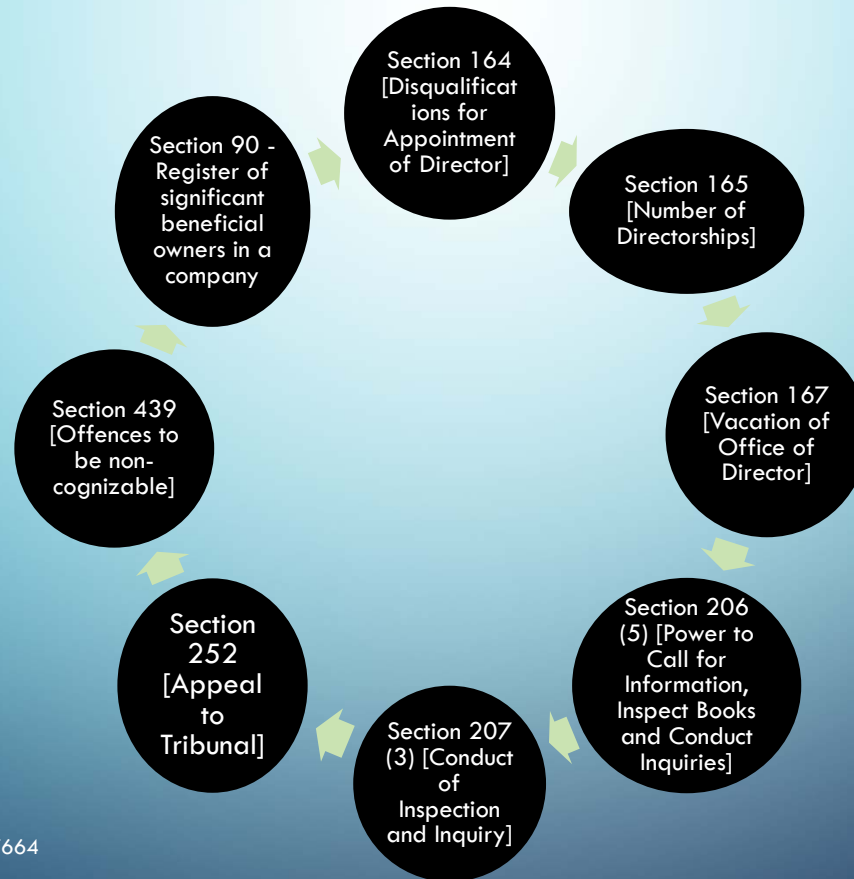 Section 164
[Disqualificat
ions for
Appointment
of Director]
Section 165
[Number of
Directorships]
Section 167
[Vacation of
Office of
Director]
Section 206
(5) [Power to
Call for
Information,
Inspect Books
and Conduct
Inquiries]
Section 207
(3) [Conduct
of
Inspection
and Inquiry]
Section
252
[Appeal
to
Tribunal]
Section 439
[Offences to
be non-
cognizable]
Section 90 -
Register of
significant
beneficial
owners in a
company
664